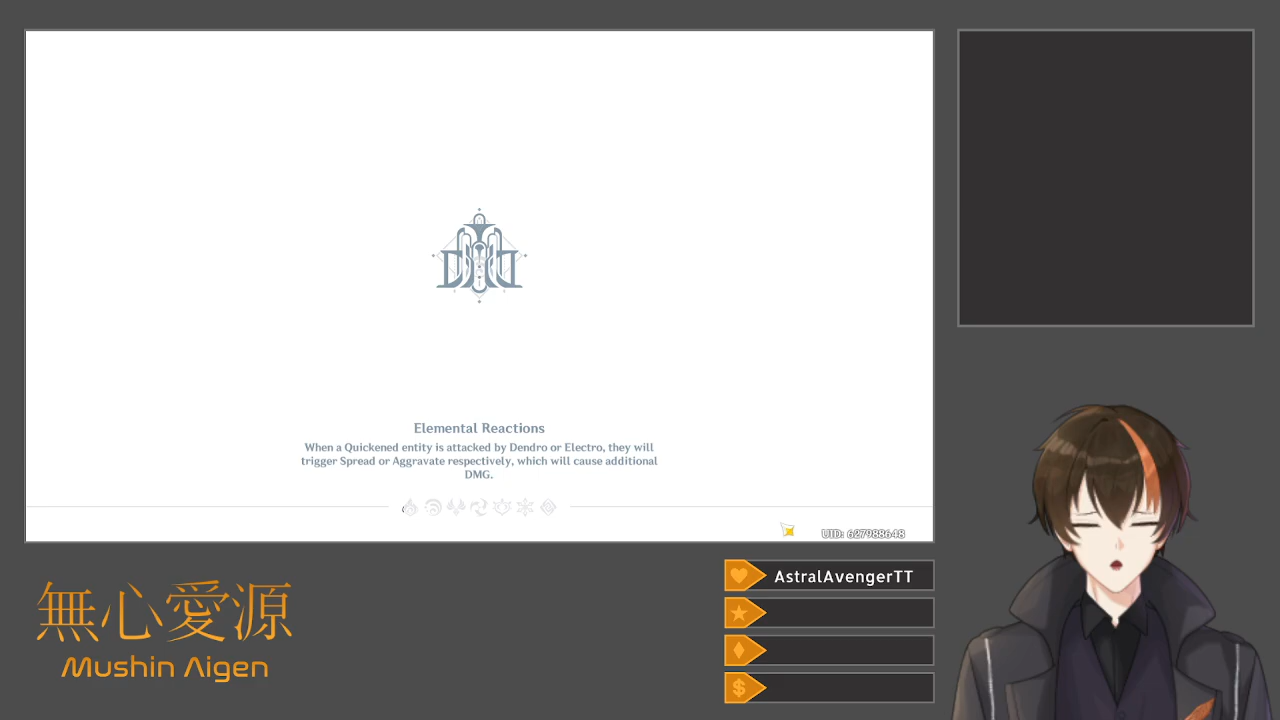 Elemental Reactions
When a Quickened entity is attacked by Dendro or Electro, they will
trigger Spread or Aggravate respectively, which will cause additional
DMG.
UID: 627988648
無心愛源
Mushin Aigen
AstralAvengerTT
$